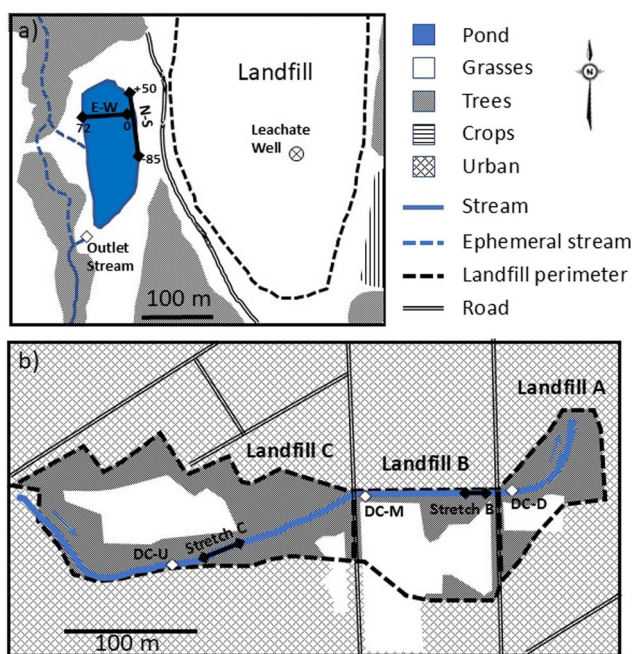 a)
+50
E-W
N-S
72
0
-85
Landfill
Leachate
Well
Outlet
Stream
100 m
Pond
Grasses
Trees
Crops
Urban
Stream
Ephemeral stream
Landfill perimeter
Road
N
b)
Landfill A
Landfill C
Landfill B
DC-M
Stretch B
DC-D
DC-U
Stretch C
100 m